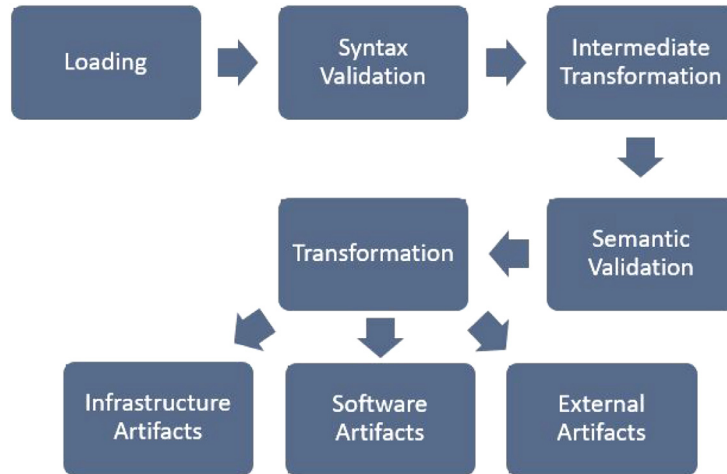 Loading
Syntax
Validation
Intermediate
Transformation
Transformation
Semantic
Validation
Infrastructure
Artifacts
Software
Artifacts
External
Artifacts